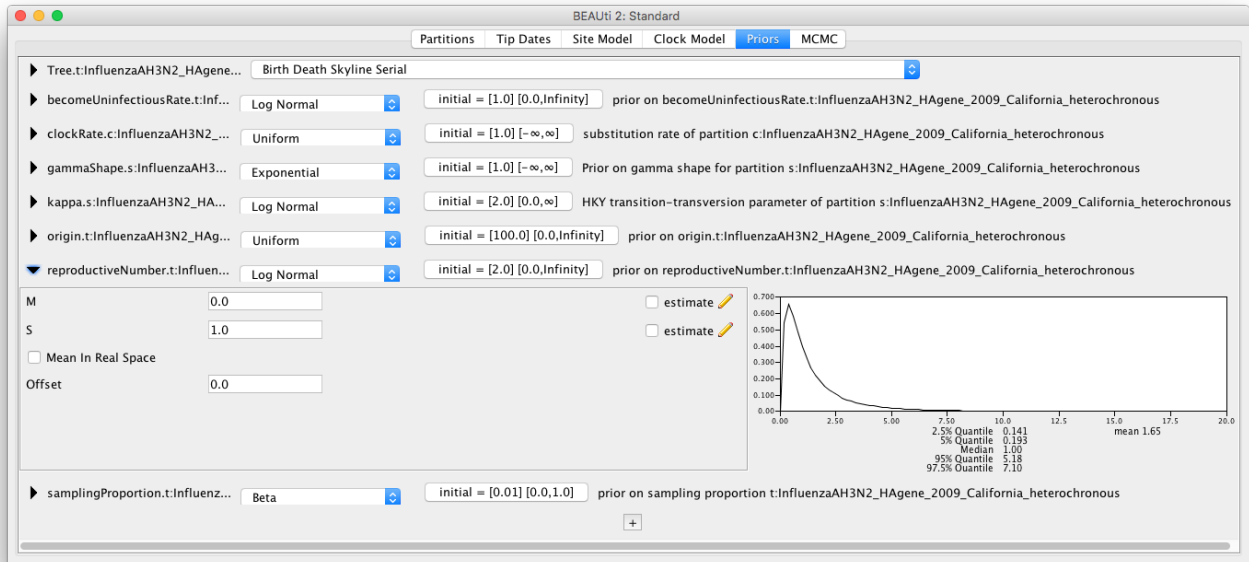 BEAUti 2: Standard
Partitions Tip Dates Site Model Clock Model Priors MCMC
Tree.t:InfluenzaAH3N2_HAgene... Birth Death Skyline Serial
becomeUninfectiousRate.t:Inf... Log Normal initial = [1.0] [0.0,Infinity] prior on becomeUninfectiousRate.t:InfluenzaAH3N2_HAgene_2009_California_heterochronous
clockRate.c:InfluenzaAH3N2_... Uniform initial = [1.0] [-∞,∞] substitution rate of partition c:InfluenzaAH3N2_HAgene_2009_California_heterochronous
gammaShape.s:InfluenzaAH3... Exponential initial = [1.0] [-∞,∞] Prior on gamma shape for partition s:InfluenzaAH3N2_HAgene_2009_California_heterochronous
kappa.s:InfluenzaAH3N2_HA... Log Normal initial = [2.0] [0.0,∞] HKY transition-transversion parameter of partition s:InfluenzaAH3N2_HAgene_2009_California_heterochronous
origin.t:InfluenzaAH3N2_HAg... Uniform initial = [100.0] [0.0,Infinity] prior on origin.t:InfluenzaAH3N2_HAgene_2009_California_heterochronous
reproductiveNumber.t:Influen... Log Normal initial = [2.0] [0.0,Infinity] prior on reproductiveNumber.t:InfluenzaAH3N2_HAgene_2009_California_heterochronous
M 0.0 estimate
S 1.0 estimate
Mean In Real Space
Offset 0.0
0.700
0.600
0.500
0.400
0.300
0.200
0.100
0.00
0.00 2.50 5.00 7.50 10.0 12.5 15.0 17.5 20.0
2.5% Quantile 0.141 mean 1.65
5% Quantile 0.193
Median 1.00
95% Quantile 5.18
97.5% Quantile 7.10
samplingProportion.t:Influenz... Beta initial = [0.01] [0.0,1.0] prior on sampling proportion t:InfluenzaAH3N2_HAgene_2009_California_heterochronous
+